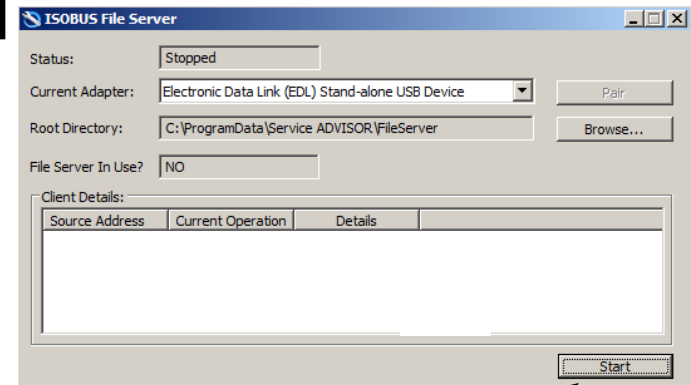 ISOBUS File Server
Status: Stopped
Current Adapter: Electronic Data Link (EDL) Stand-alone USB Device Pair
Root Directory: C:\ProgramData\Service ADVISOR\FileServer Browse...
File Server In Use? NO
Client Details:
Source Address Current Operation Details
Start